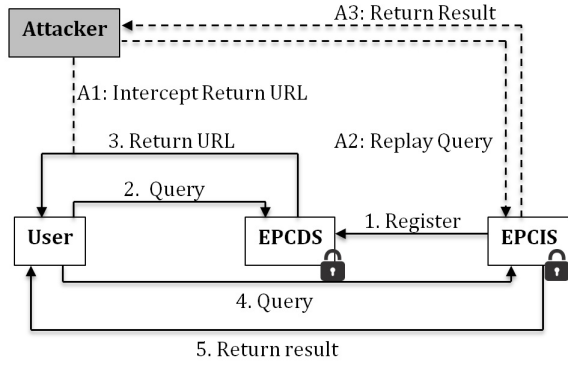 A3: Return Result
Attacker
A1: Intercept Return URL
3. Return URL
A2: Replay Query
2. Query
1. Register
User
EPCDS
EPCIS
4. Query
5. Return result